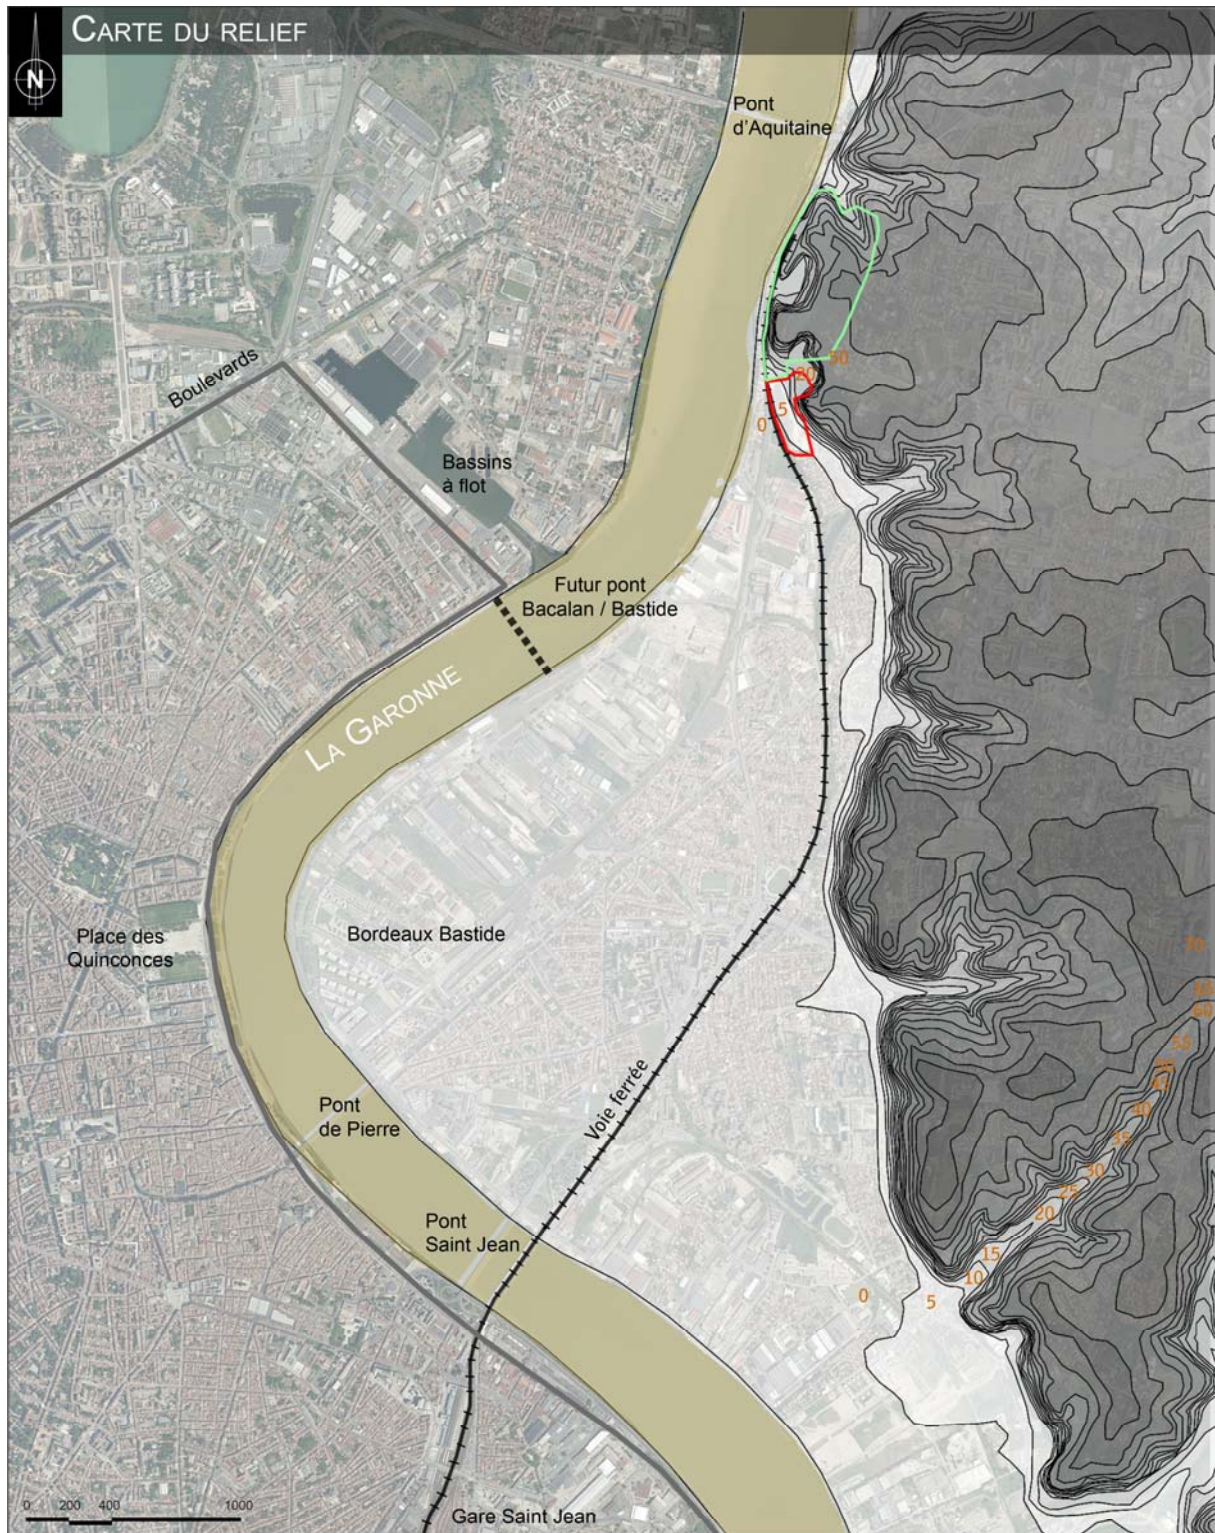 CARTE DU RELIEF
N
Pont
d'Aquitaine
Boulevards
50
20
5
0
Bassins
à flot
Futur pont
Bacalan / Bastide
LA GARONNE
Place des
Quinconces
Bordeaux Bastide
70
60
55
50
45
40
35
30
25
20
15
10
5
0
Voie ferrée
Pont
de Pierre
Pont
Saint Jean
0 200 400 1000
Gare Saint Jean